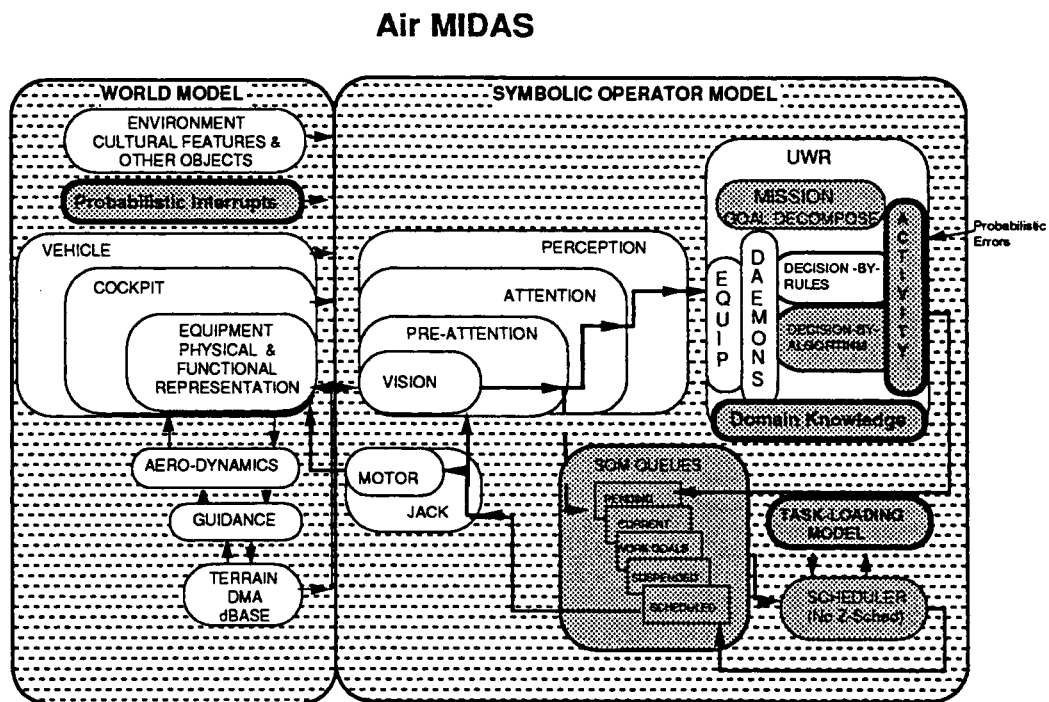 Air MIDAS
WORLD MODEL
ENVIRONMENT
CULTURAL FEATURES &
OTHER OBJECTS
Probabilistic Interrupts
VEHICLE
COCKPIT
EQUIPMENT
PHYSICAL &
FUNCTIONAL
REPRESENTATION
AERO-DYNAMICS
GUIDANCE
TERRAIN
DMA
dBASE
SYMBOLIC OPERATOR MODEL
PERCEPTION
ATTENTION
PRE-ATTENTION
VISION
MOTOR
JACK
UWR
MISSION
GOAL DECOMPOSE
EQUIP
DAEMONS
DECISION -BY-
RULES
DECISION-BY-
ALGORITHM
ACTIVITY
Domain Knowledge
Probabilistic
Errors
SOM QUEUES
PENDING
CURRENT
WORK-GOALS
SUSPENDED
SCHEDULED
TASK-LOADING
MODEL
SCHEDULER
(No Z-Sched)